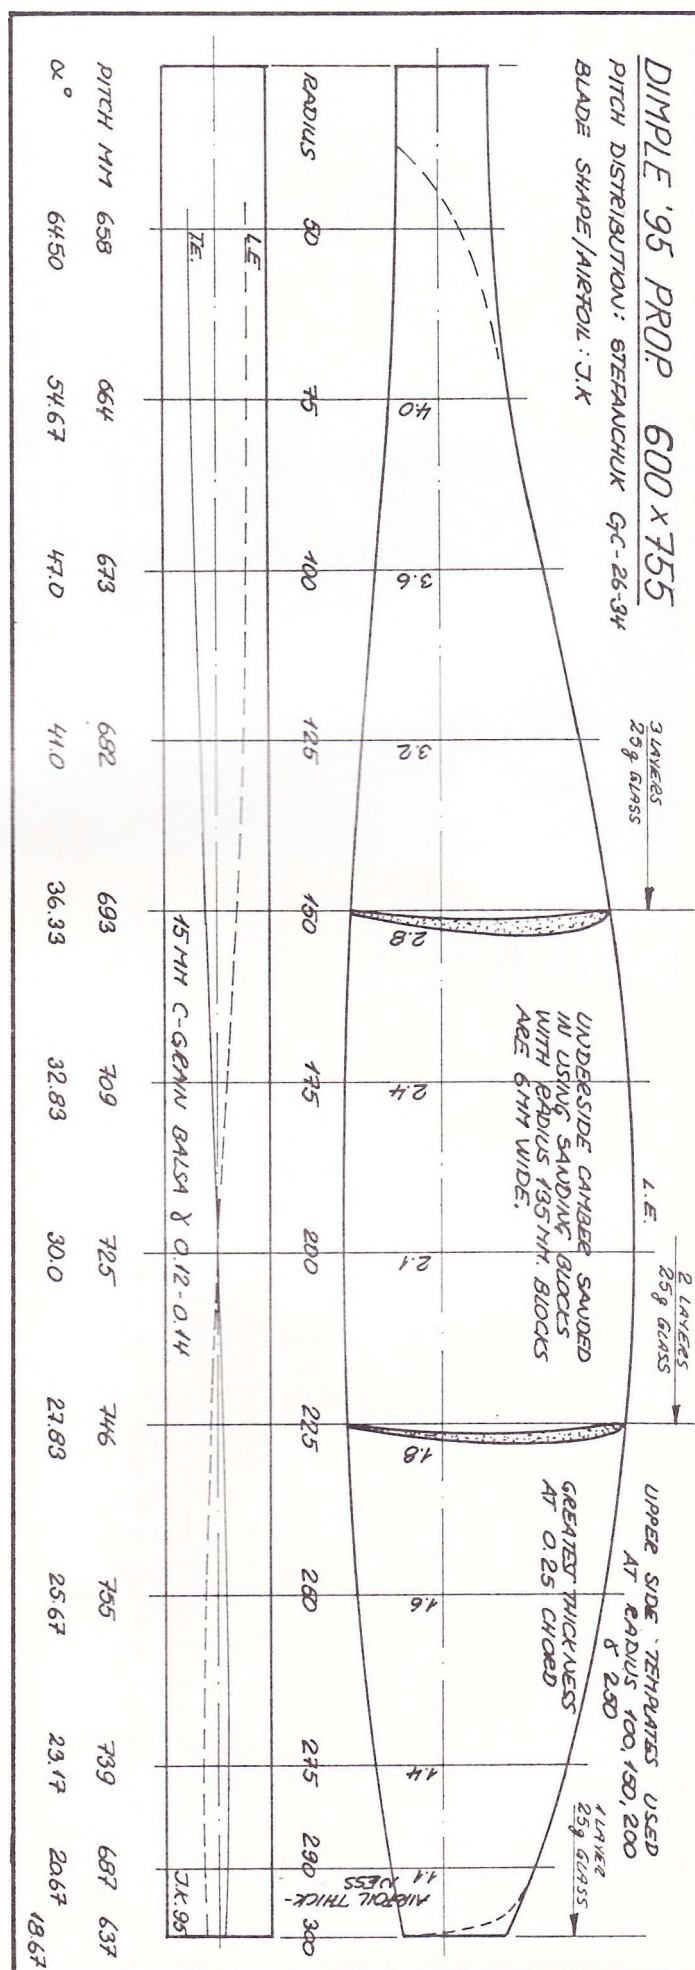 DIMPLE '95 PROP. 600 x 755
PITCH DISTRIBUTION: STEFANCHUK GC-26-34
BLADE SHAPE/AIRFOIL: J.K
3 LAYERS
25g GLASS
L.E.
2 LAYERS
25g GLASS
UPPER SIDE TEMPLATES USED
AT RADIUS 100, 150, 200
& 250
1 LAYER
25g GLASS
UNDERSIDE CAMBER SANDED
IN USING SANDING BLOCKS
WITH RADIUS 135 MM. BLOCKS
ARE 6MM WIDE.
GREATEST THICKNESS
AT 0.25 CHORD
4.0 3.6 3.2 2.8 2.4 2.1 1.8 1.6 1.4 1.1
AIRFOIL THICK-
NESS
RADIUS 50 75 100 125 150 175 200 225 250 275 290 300
L.E.
T.E.
15 MM C-GRAIN BALSA γ 0.12-0.14
J.K. 95
PITCH MM 658 664 673 682 693 709 725 746 755 739 687 637
α° 64.50 54.67 47.0 41.0 36.33 32.83 30.0 27.83 25.67 23.17 20.67 18.67